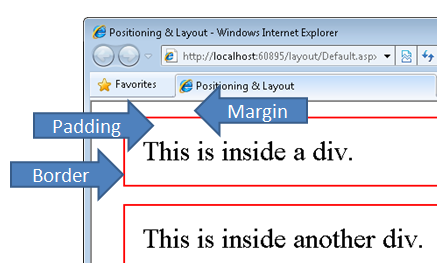 Positioning & Layout - Windows Internet Explorer
http://localhost:60895/layout/Default.asp
Favorites
Positioning & Layout
Margin
Padding
This is inside a div.
Border
This is inside another div.